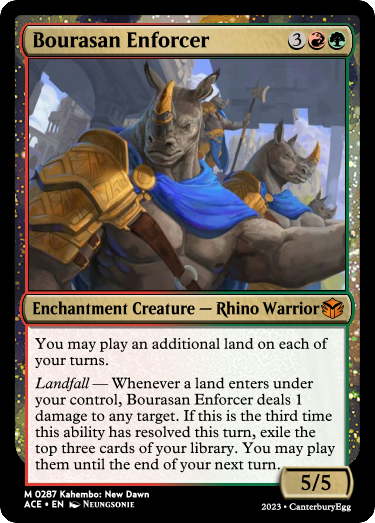 Bourasan Enforcer 3
Enchantment Creature — Rhino Warrior
You may play an additional land on each of
your turns.
Landfall — Whenever a land enters under
your control, Bourasan Enforcer deals 1
damage to any target. If this is the third time
this ability has resolved this turn, exile the
top three cards of your library. You may play
them until the end of your next turn.
5/5
M 0287 Kahembo: New Dawn
ACE • EN Neungsonie
2023 • CanterburyEgg